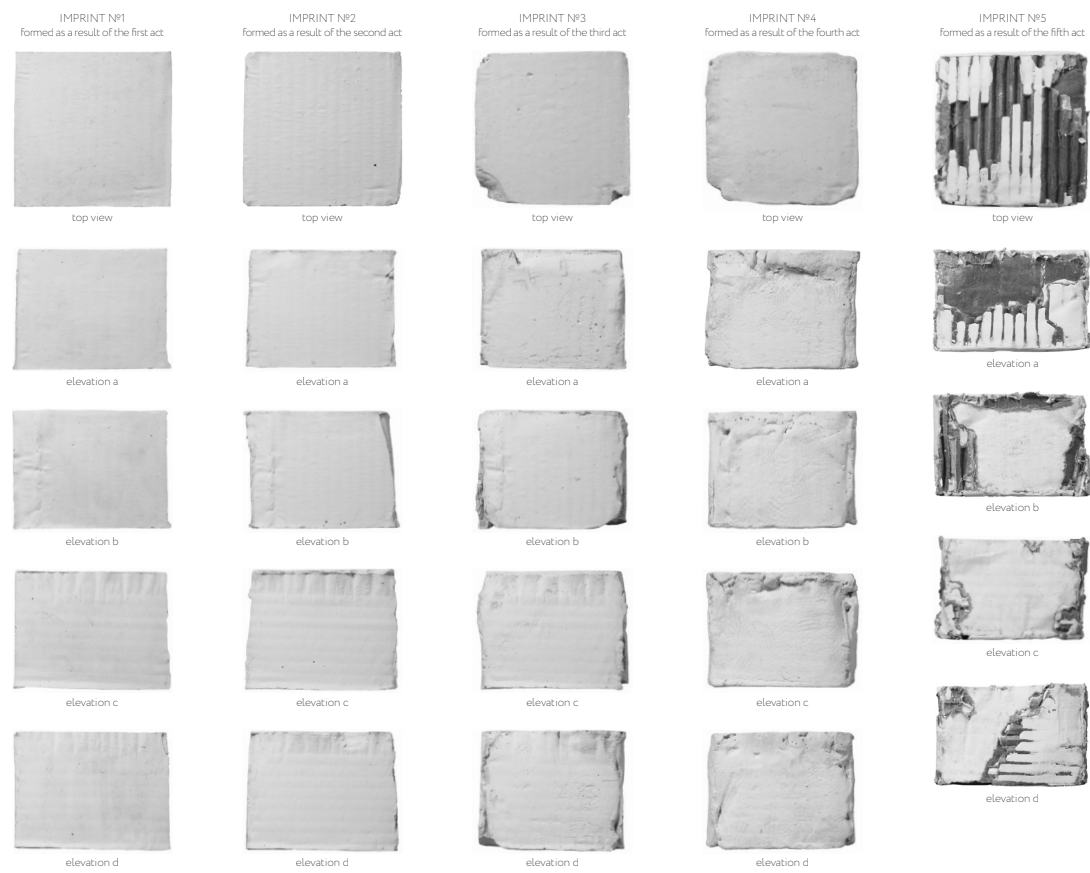 IMPRINT №1
formed as a result of the first act
top view
elevation a
elevation b
elevation c
elevation d
IMPRINT №2
formed as a result of the second act
top view
elevation a
elevation b
elevation c
elevation d
IMPRINT №3
formed as a result of the third act
top view
elevation a
elevation b
elevation c
elevation d
IMPRINT №4
formed as a result of the fourth act
top view
elevation a
elevation b
elevation c
elevation d
IMPRINT №5
formed as a result of the fifth act
top view
elevation a
elevation b
elevation c
elevation d